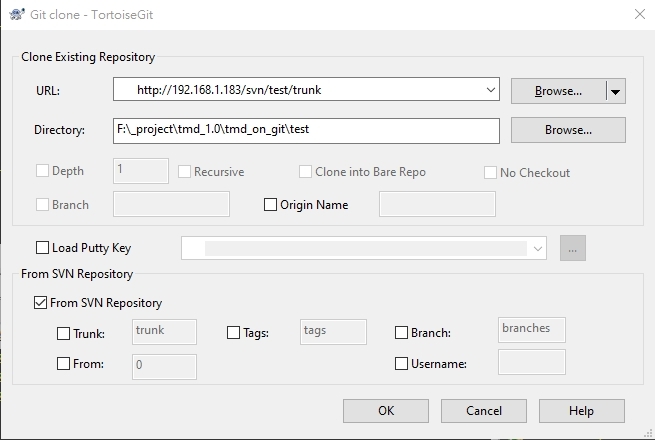 Git clone - TortoiseGit
Clone Existing Repository
URL: http://192.168.1.183/svn/test/trunk Browse...
Directory: F:\_project\tmd_1.0\tmd_on_git\test Browse...
Depth 1 Recursive Clone into Bare Repo No Checkout
Branch Origin Name
Load Putty Key ...
From SVN Repository
From SVN Repository
Trunk: trunk Tags: tags Branch: branches
From: 0 Username:
OK Cancel Help